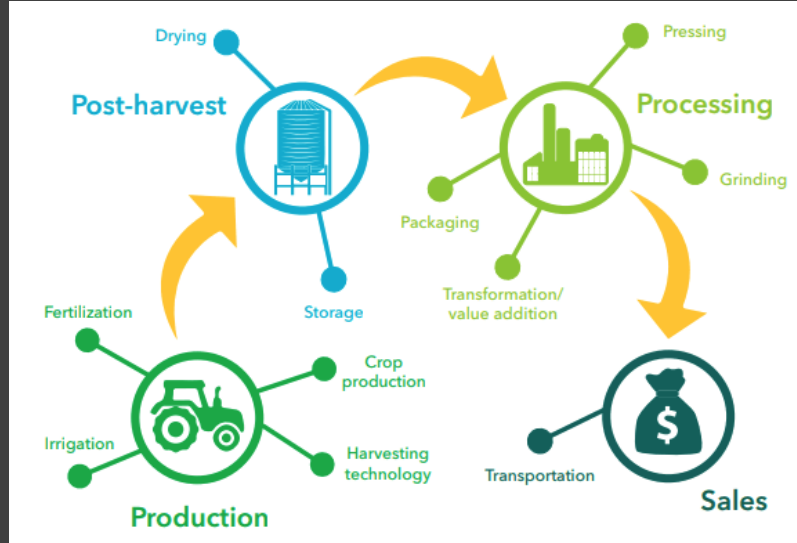 Drying
Post-harvest
Storage
Pressing
Processing
Grinding
Packaging
Transformation/
value addition
Fertilization
Crop
production
Irrigation
Harvesting
technology
Production
$
Transportation
Sales